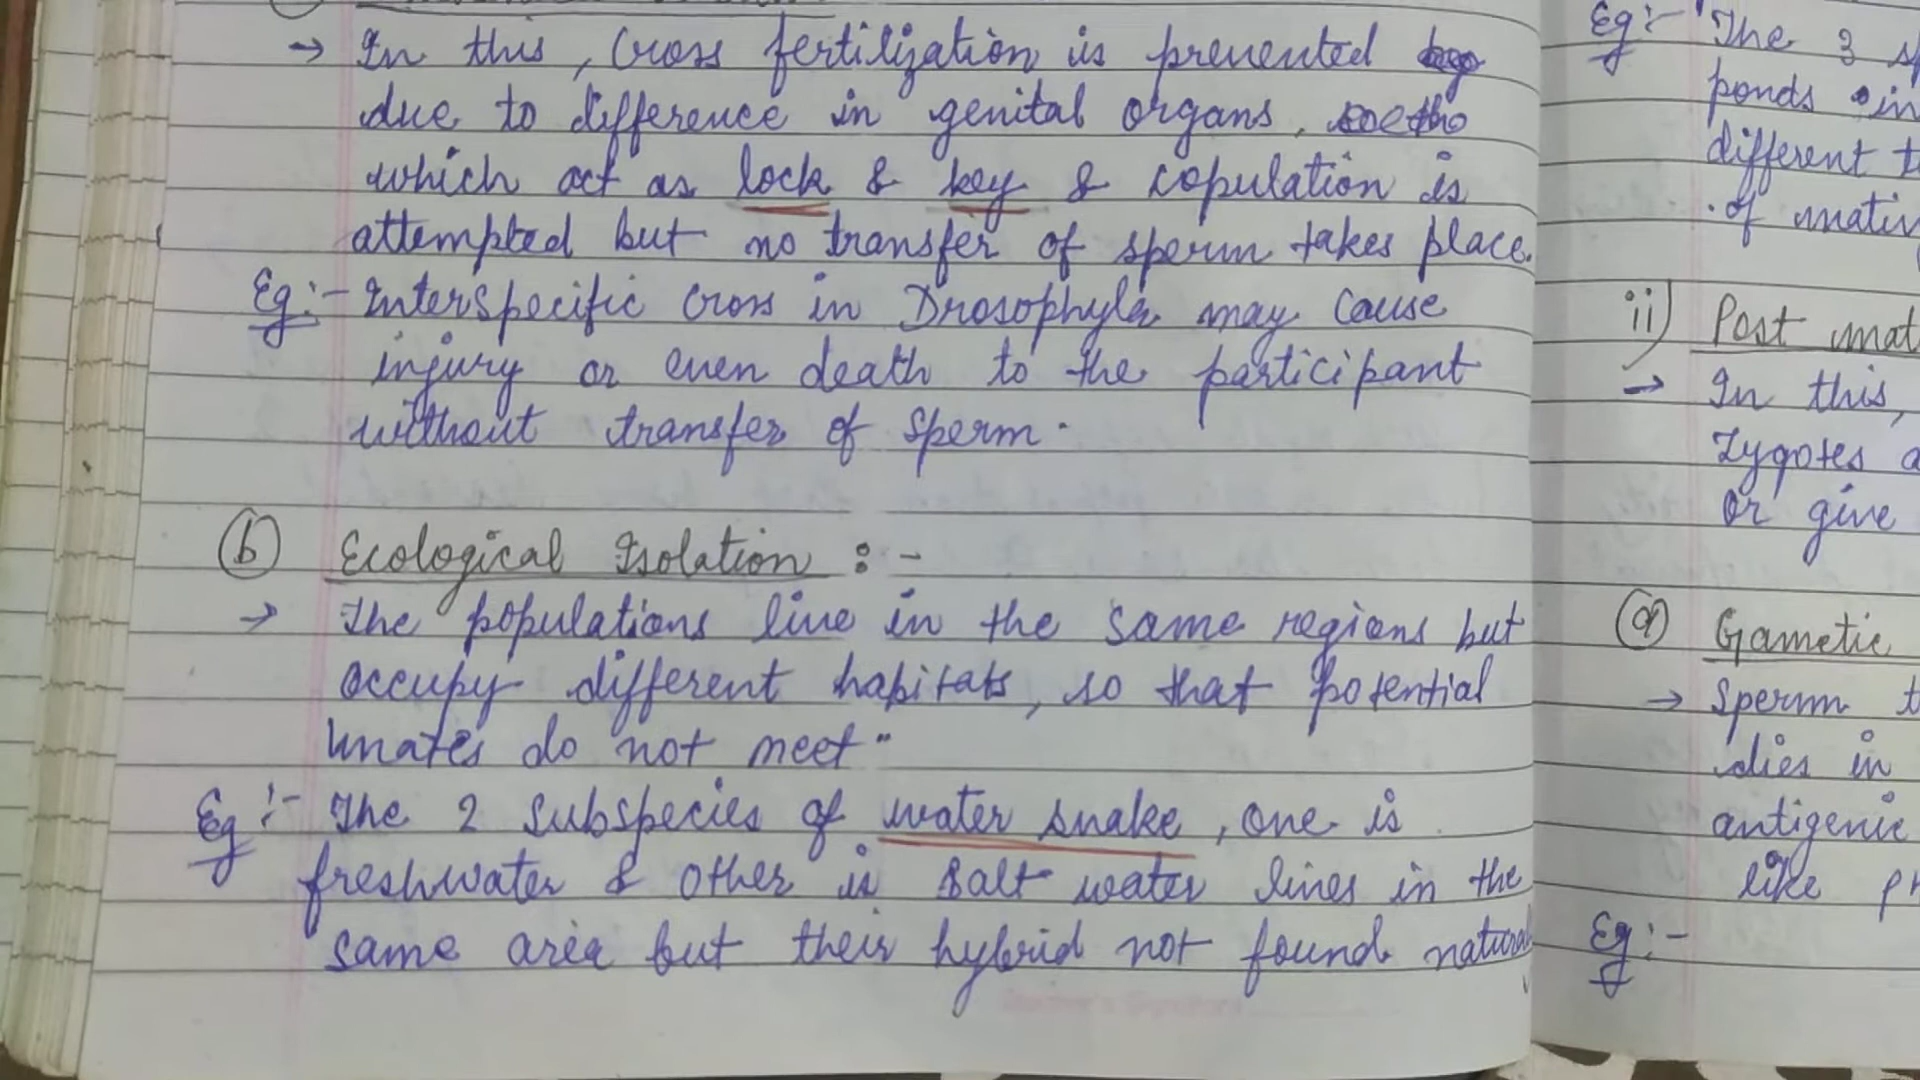 → In this, Cross fertilization is prevented
due to difference in genital organs,
which act as lock & key & copulation is
attempted but no transfer of sperm takes place.
Eg:- Interspecific Cross in Drosophyla may cause
injury or even death to the participant
without transfer of sperm.
(b) Ecological Isolation :-
→ The populations live in the same regions but
occupy different habitats, so that potential
mates do not meet"
Eg:- The 2 subspecies of water snake, one is
freshwater & other is salt water lives in the
same area but their hybrid not found natural
Eg:- The 3
ponds in
different
of
ii) Post
→ In this,
Zygotes
or give
(a) Gametic
→ Sperm
dies in
antigenic
like
Eg:-